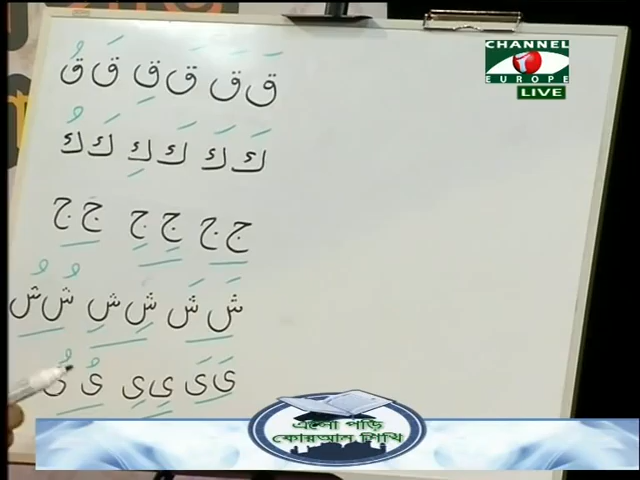 قَ قَ قَ قِ قَ قُ
كَ كَ كَ كِ كَ كُ
ج ج ج ج ج ج
شَ شَ شِ شِ شُ شُ
یَ یَ ی ی یُ یُ
CHANNEL
EUROPE
LIVE
এসো পড়ি
কোরআন শিখি